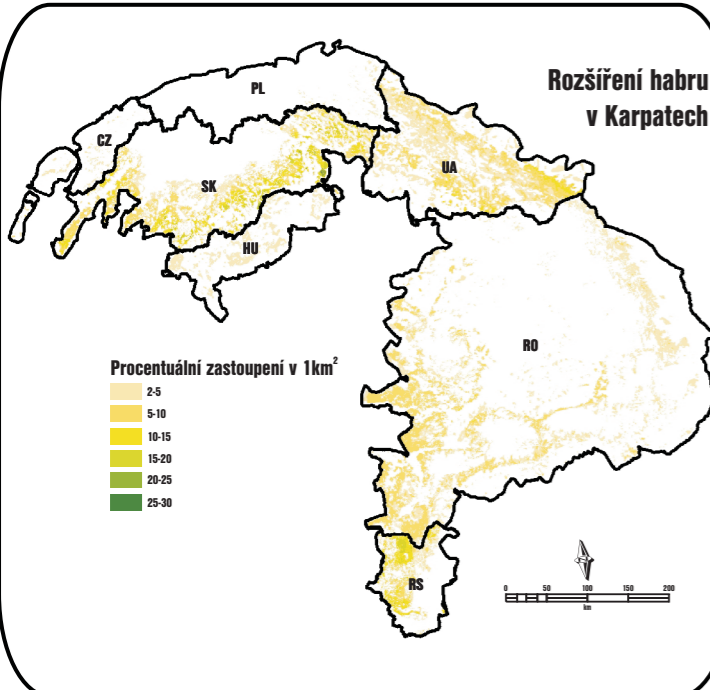 Rozšíření habru
v Karpatech
PL
CZ
SK
UA
HU
RO
RS
Procentuální zastoupení v 1km²
2-5
5-10
10-15
15-20
20-25
25-30
0 50 100 150 200
km